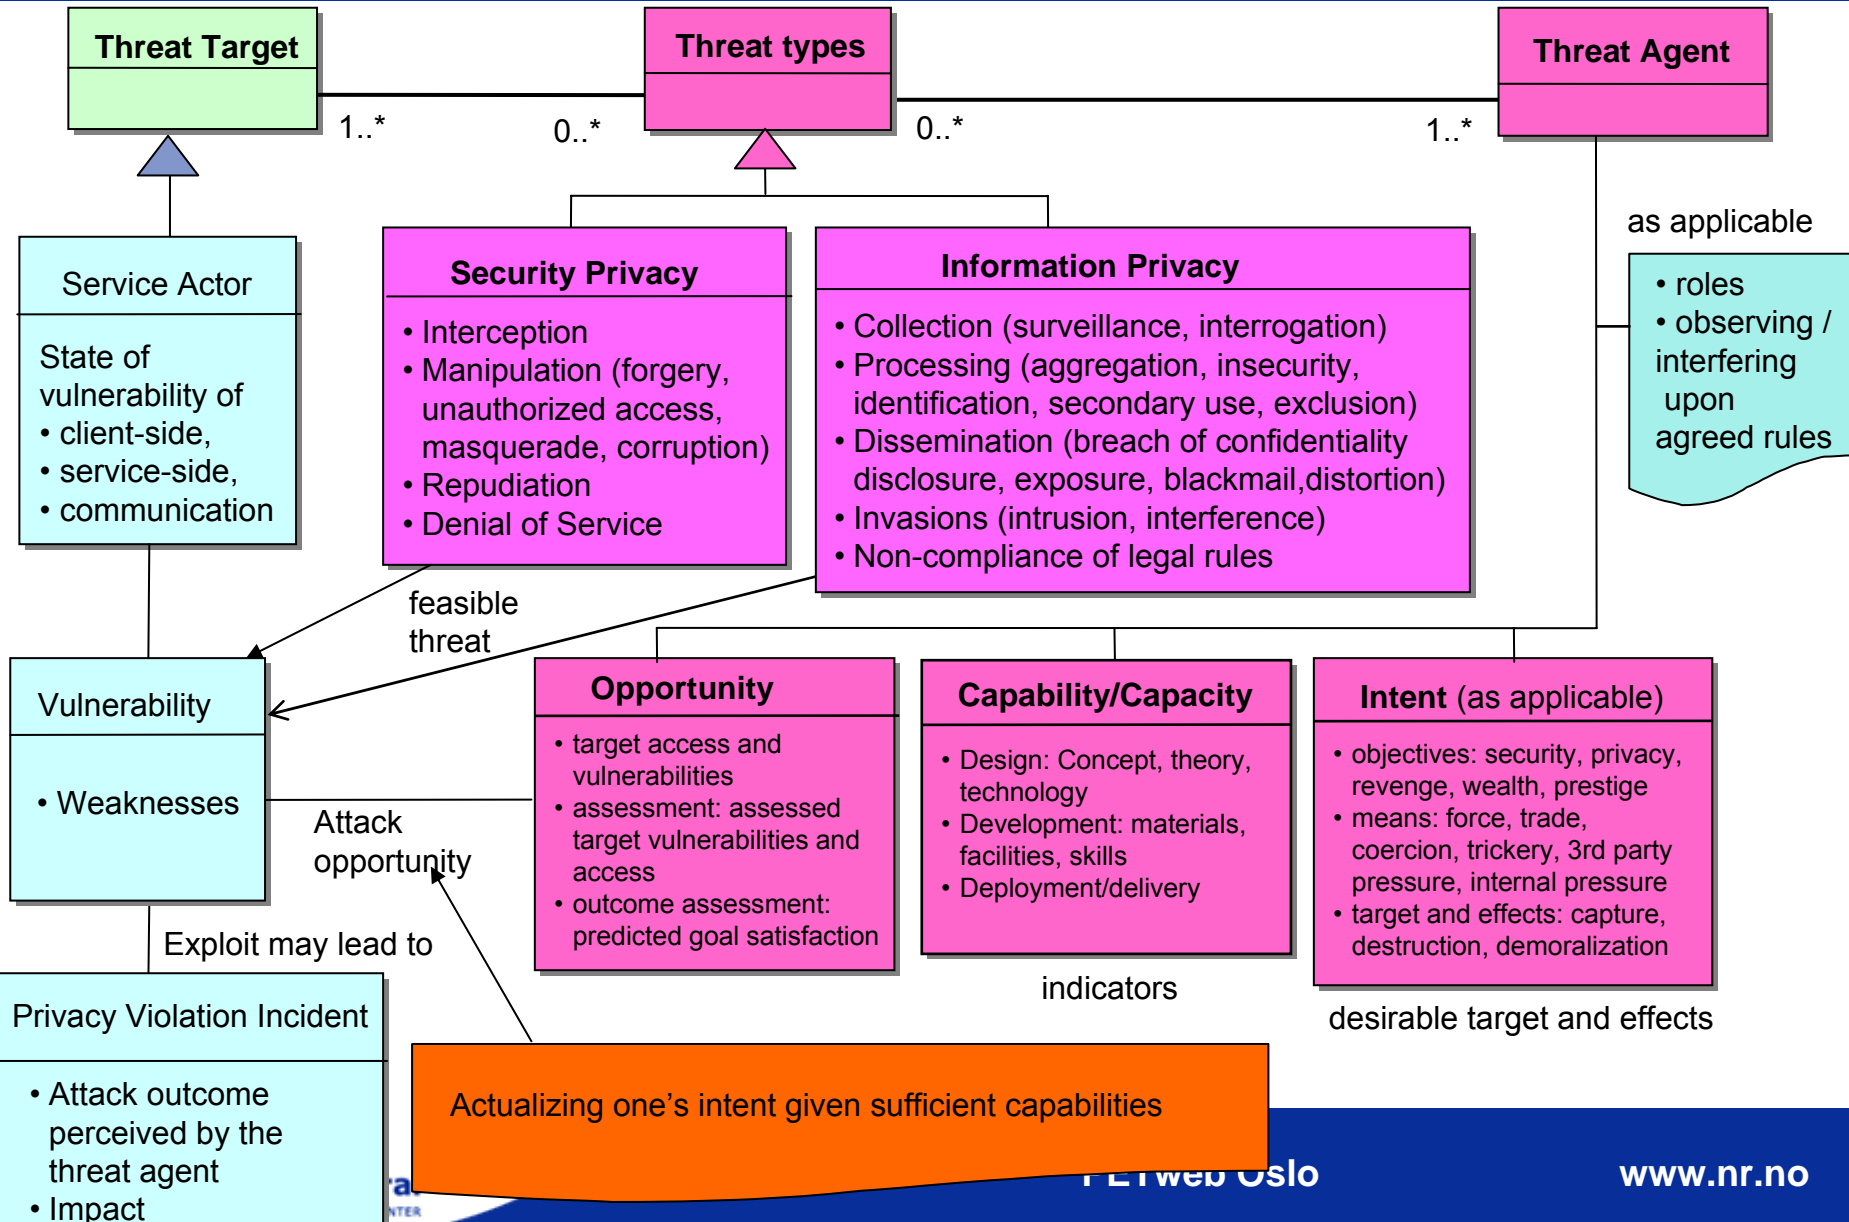 Threat Target
Threat types
Threat Agent
1..*
0..*
0..*
1..*
Service Actor
State of
vulnerability of
• client-side,
• service-side,
• communication
Security Privacy
• Interception
• Manipulation (forgery,
unauthorized access,
masquerade, corruption)
• Repudiation
• Denial of Service
Information Privacy
• Collection (surveillance, interrogation)
• Processing (aggregation, insecurity,
identification, secondary use, exclusion)
• Dissemination (breach of confidentiality
disclosure, exposure, blackmail,distortion)
• Invasions (intrusion, interference)
• Non-compliance of legal rules
as applicable
• roles
• observing /
interfering
upon
agreed rules
feasible
threat
Vulnerability
• Weaknesses
Attack
opportunity
Opportunity
• target access and
vulnerabilities
• assessment: assessed
target vulnerabilities and
access
• outcome assessment:
predicted goal satisfaction
Capability/Capacity
• Design: Concept, theory,
technology
• Development: materials,
facilities, skills
• Deployment/delivery
indicators
Intent (as applicable)
• objectives: security, privacy,
revenge, wealth, prestige
• means: force, trade,
coercion, trickery, 3rd party
pressure, internal pressure
• target and effects: capture,
destruction, demoralization
desirable target and effects
Exploit may lead to
Privacy Violation Incident
• Attack outcome
perceived by the
threat agent
• Impact
Actualizing one’s intent given sufficient capabilities
PETweb Oslo
www.nr.no